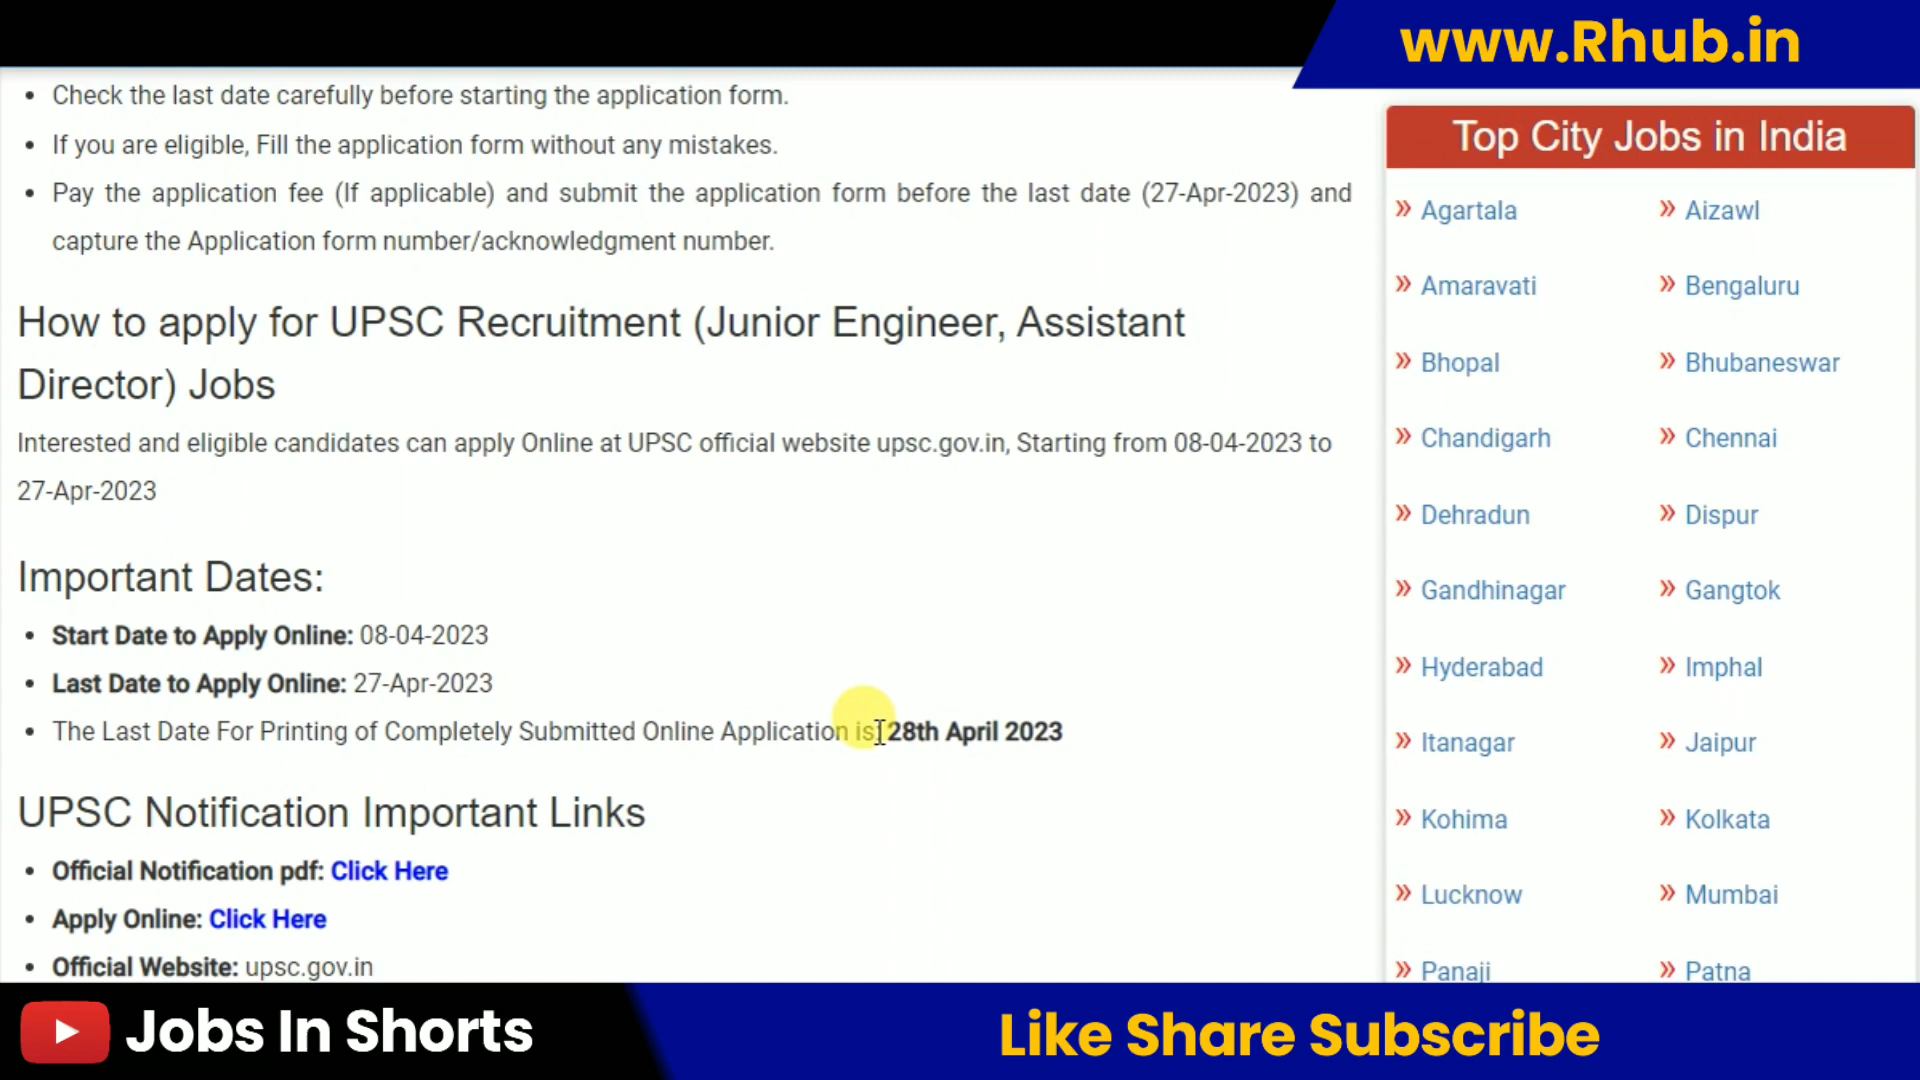 www.Rhub.in
• Check the last date carefully before starting the application form.
• If you are eligible, Fill the application form without any mistakes.
• Pay the application fee (If applicable) and submit the application form before the last date (27-Apr-2023) and
capture the Application form number/acknowledgment number.
How to apply for UPSC Recruitment (Junior Engineer, Assistant
Director) Jobs
Interested and eligible candidates can apply Online at UPSC official website upsc.gov.in, Starting from 08-04-2023 to
27-Apr-2023
Important Dates:
• Start Date to Apply Online: 08-04-2023
• Last Date to Apply Online: 27-Apr-2023
• The Last Date For Printing of Completely Submitted Online Application is: 28th April 2023
UPSC Notification Important Links
• Official Notification pdf: Click Here
• Apply Online: Click Here
• Official Website: upsc.gov.in
Top City Jobs in India
» Agartala » Aizawl
» Amaravati » Bengaluru
» Bhopal » Bhubaneswar
» Chandigarh » Chennai
» Dehradun » Dispur
» Gandhinagar » Gangtok
» Hyderabad » Imphal
» Itanagar » Jaipur
» Kohima » Kolkata
» Lucknow » Mumbai
» Panaji » Patna
Jobs In Shorts
Like Share Subscribe